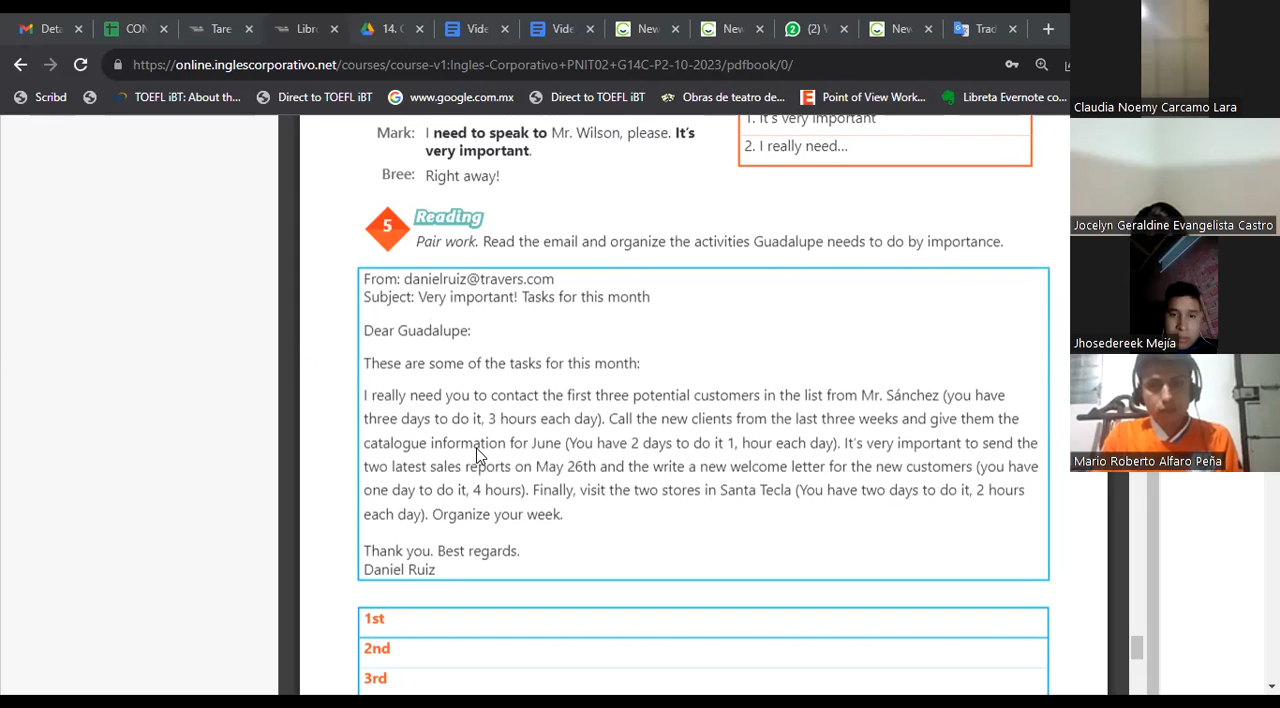 Deta
CON
Tare
Libro
14. C
Vide
Vide
New
New
(2) V
New
Trad
https://online.inglescorporativo.net/courses/course-v1:Ingles-Corporativo+PNIT02+G14C-P2-10-2023/pdfbook/0/
Scribd
TOEFL iBT: About th...
Direct to TOEFL iBT
www.google.com.mx
Direct to TOEFL iBT
Obras de teatro de...
Point of View Work...
Libreta Evernote co...
Mark: I need to speak to Mr. Wilson, please. It's
very important.
Bree: Right away!
1. It's very important
2. I really need...
5 Reading
Pair work. Read the email and organize the activities Guadalupe needs to do by importance.
From: danielruiz@travers.com
Subject: Very important! Tasks for this month
Dear Guadalupe:
These are some of the tasks for this month:
I really need you to contact the first three potential customers in the list from Mr. Sánchez (you have
three days to do it, 3 hours each day). Call the new clients from the last three weeks and give them the
catalogue information for June (You have 2 days to do it 1, hour each day). It's very important to send the
two latest sales reports on May 26th and the write a new welcome letter for the new customers (you have
one day to do it, 4 hours). Finally, visit the two stores in Santa Tecla (You have two days to do it, 2 hours
each day). Organize your week.
Thank you. Best regards.
Daniel Ruiz
1st
2nd
3rd
Claudia Noemy Carcamo Lara
Jocelyn Geraldine Evangelista Castro
Jhosedereek Mejía
Mario Roberto Alfaro Peña